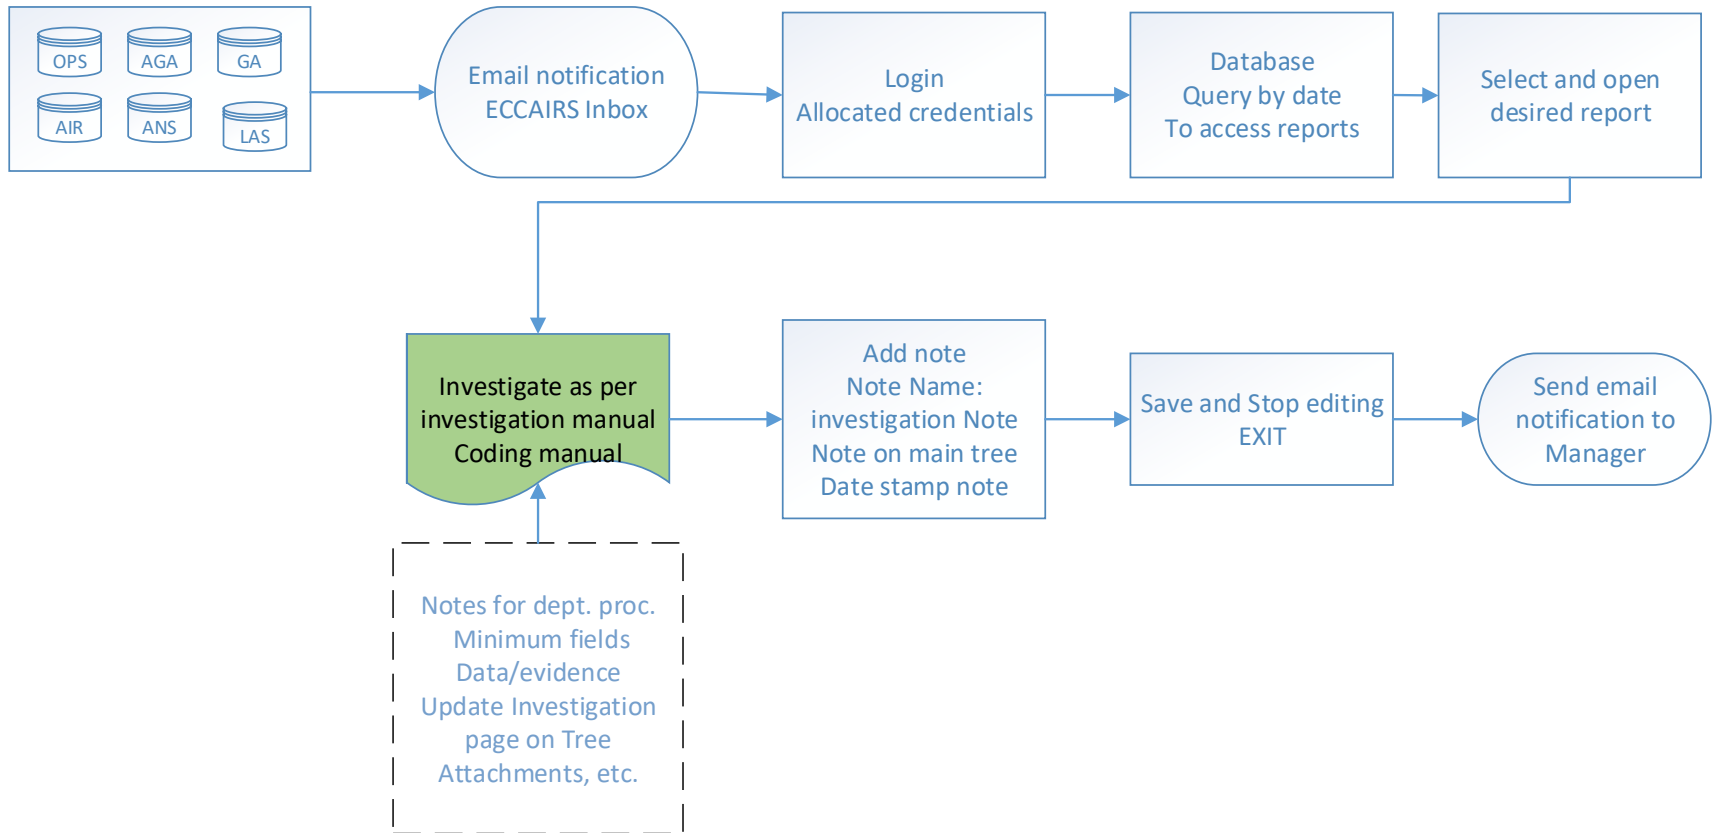 OPS
AGA
GA
AIR
ANS
LAS
Email notification
ECCAIRS Inbox
Login
Allocated credentials
Database
Query by date
To access reports
Select and open
desired report
Investigate as per
investigation manual
Coding manual
Add note
Note Name:
investigation Note
Note on main tree
Date stamp note
Save and Stop editing
EXIT
Send email
notification to
Manager
Notes for dept. proc.
Minimum fields
Data/evidence
Update Investigation
page on Tree
Attachments, etc.